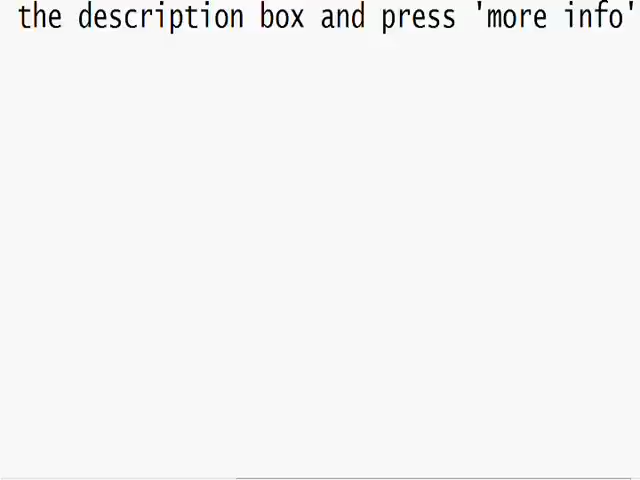 the description box and press 'more info'